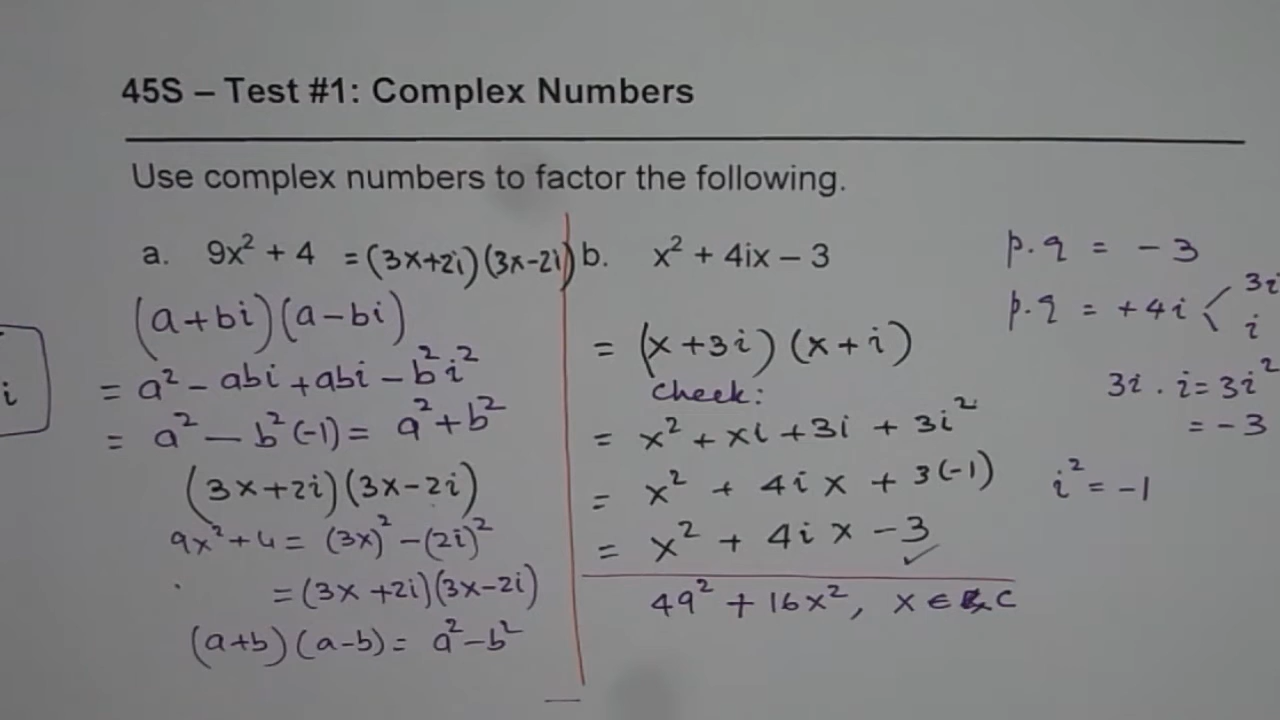 45S – Test #1: Complex Numbers
Use complex numbers to factor the following.
a. 9x² + 4 = (3x+2i)(3x-2i)
(a+bi)(a-bi)
= a² - abi + abi - b²i²
= a² - b²(-1) = a² + b²
(3x+2i)(3x-2i)
9x²+4 = (3x)² - (2i)²
= (3x+2i)(3x-2i)
(a+b)(a-b) = a² - b²
i
b. x² + 4ix – 3
= (x+3i)(x+i)
Check:
= x² + xi + 3i + 3i²
= x² + 4ix + 3(-1)
= x² + 4ix - 3 ✓
49² + 16x², x ∈ C
p.q = -3
p.q = +4i < 3i
i
3i . i = 3i²
= -3
i² = -1